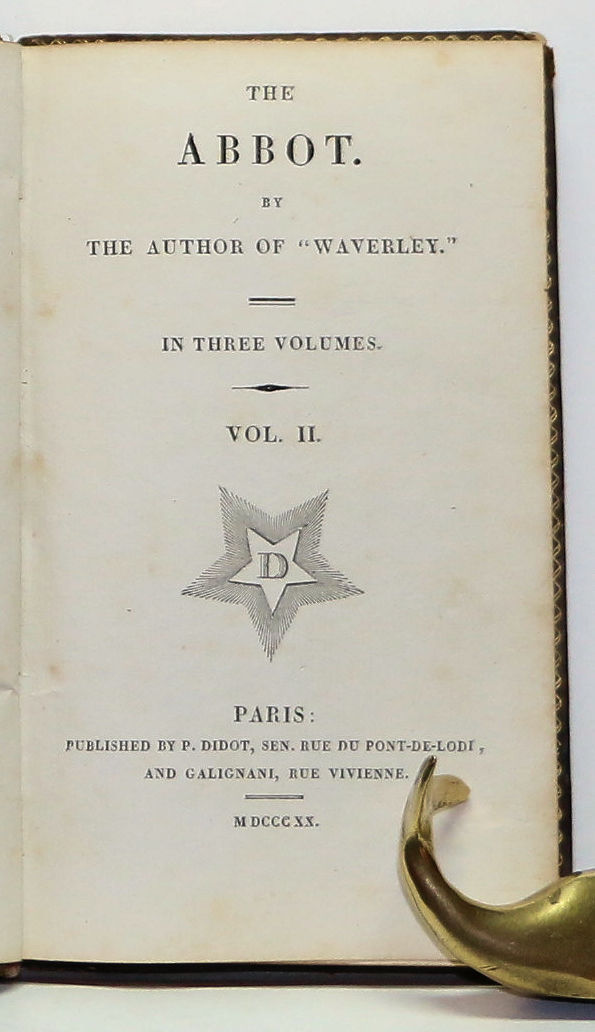 THE
ABBOT.
BY
THE AUTHOR OF “WAVERLEY.”
IN THREE VOLUMES.
VOL. II.
D
PARIS:
PUBLISHED BY P. DIDOT, SEN. RUE DU PONT-DE-LODI,
AND GALIGNANI, RUE VIVIENNE.
MDCCCXX.